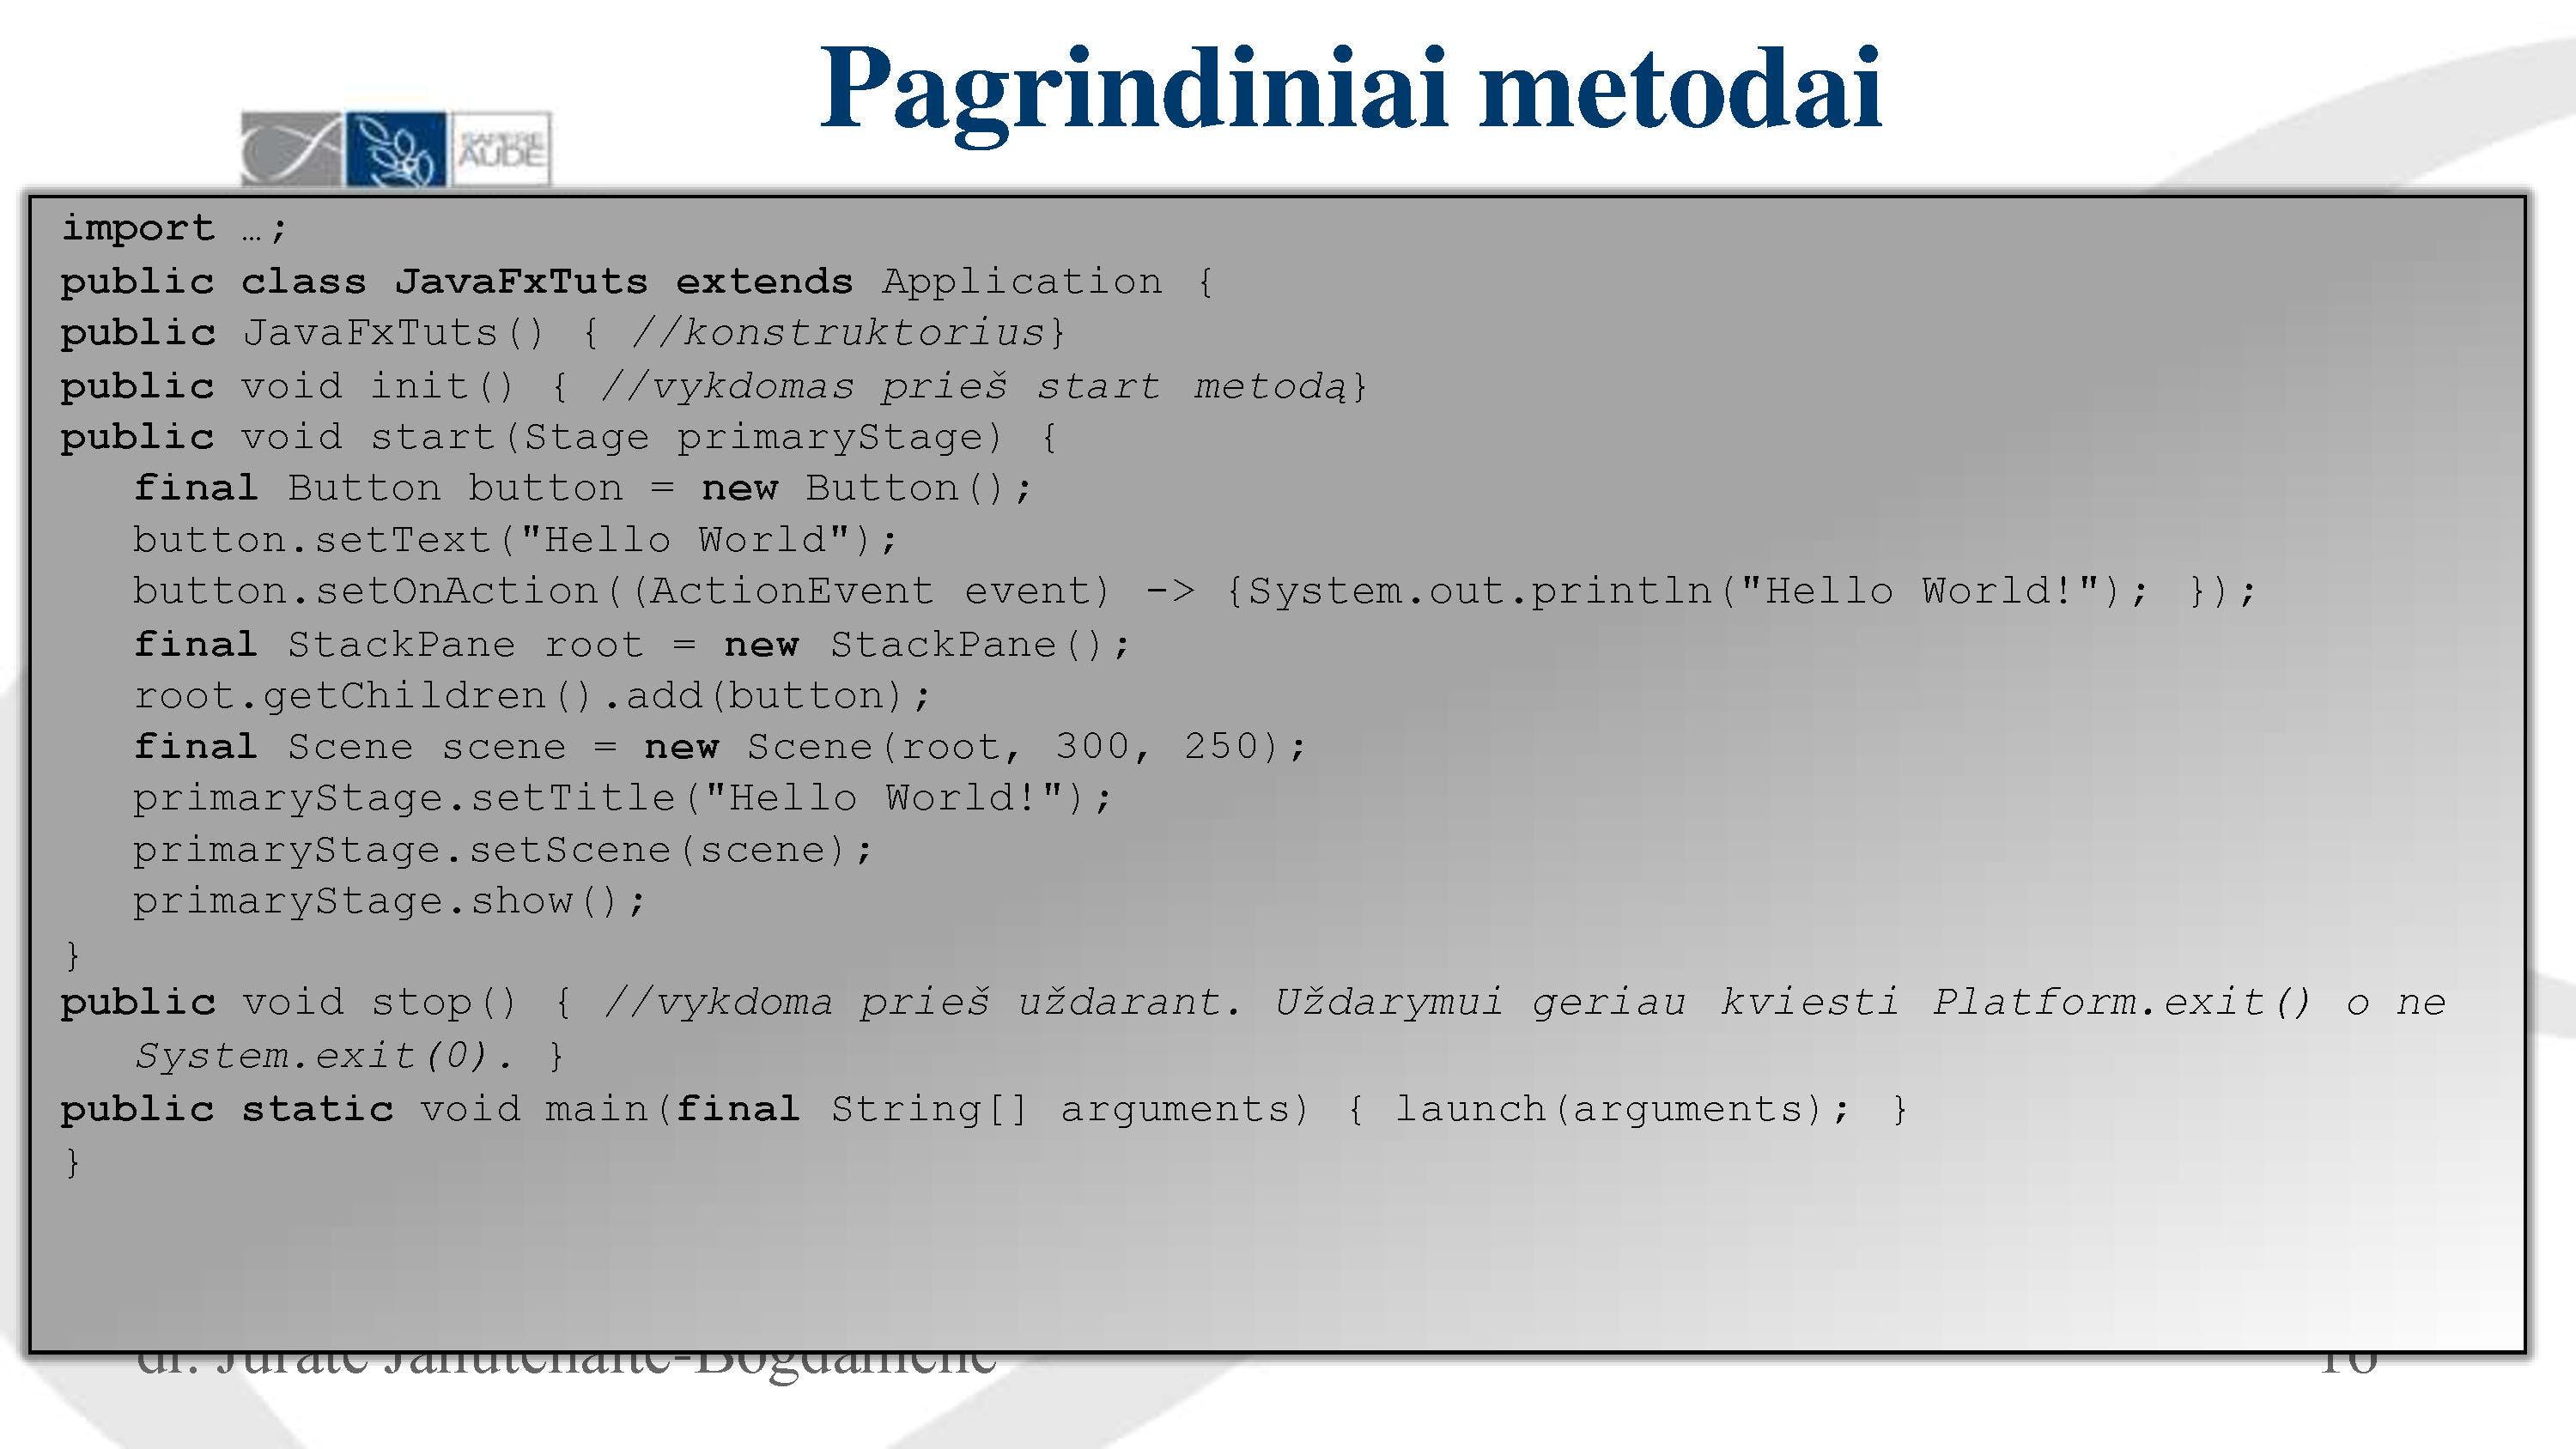 Pagrindiniai metodai
SAPERE
AUDE
import …;
public class JavaFxTuts extends Application {
public JavaFxTuts() { //konstruktorius}
public void init() { //vykdomas prieš start metodą}
public void start(Stage primaryStage) {
final Button button = new Button();
button.setText("Hello World");
button.setOnAction((ActionEvent event) -> {System.out.println("Hello World!"); });
final StackPane root = new StackPane();
root.getChildren().add(button);
final Scene scene = new Scene(root, 300, 250);
primaryStage.setTitle("Hello World!");
primaryStage.setScene(scene);
primaryStage.show();
}
public void stop() { //vykdoma prieš uždarant. Uždarymui geriau kviesti Platform.exit() o ne
System.exit(0). }
public static void main(final String[] arguments) { launch(arguments); }
}
dr.